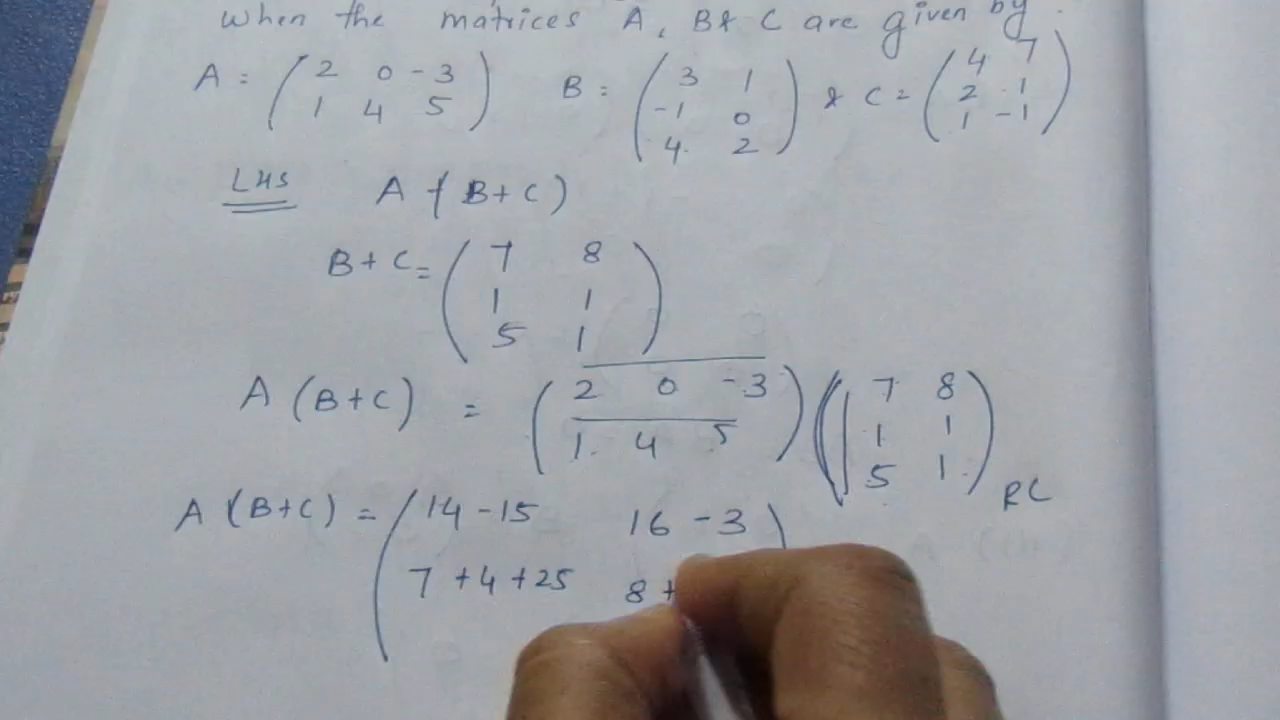 When the matrices A, B & C are given by.
A = ( 2 0 -3 ) B = ( 3 1 ) & C = ( 4 7 )
1 4 5 -1 0 2 1
4 2 1 -1
LHS A (B+C)
B+C = ( 7 8 )
1 1
5 1
A (B+C) = ( 2 0 -3 ) ( 7 8 )
1 4 5 1 1
5 1 RC
A (B+C) = ( 14 -15 16 -3 )
7 +4 +25 8 +